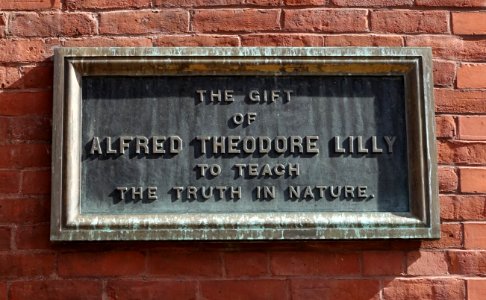 THE GIFT
OF
ALFRED THEODORE LILLY
TO TEACH
THE TRUTH IN NATURE.